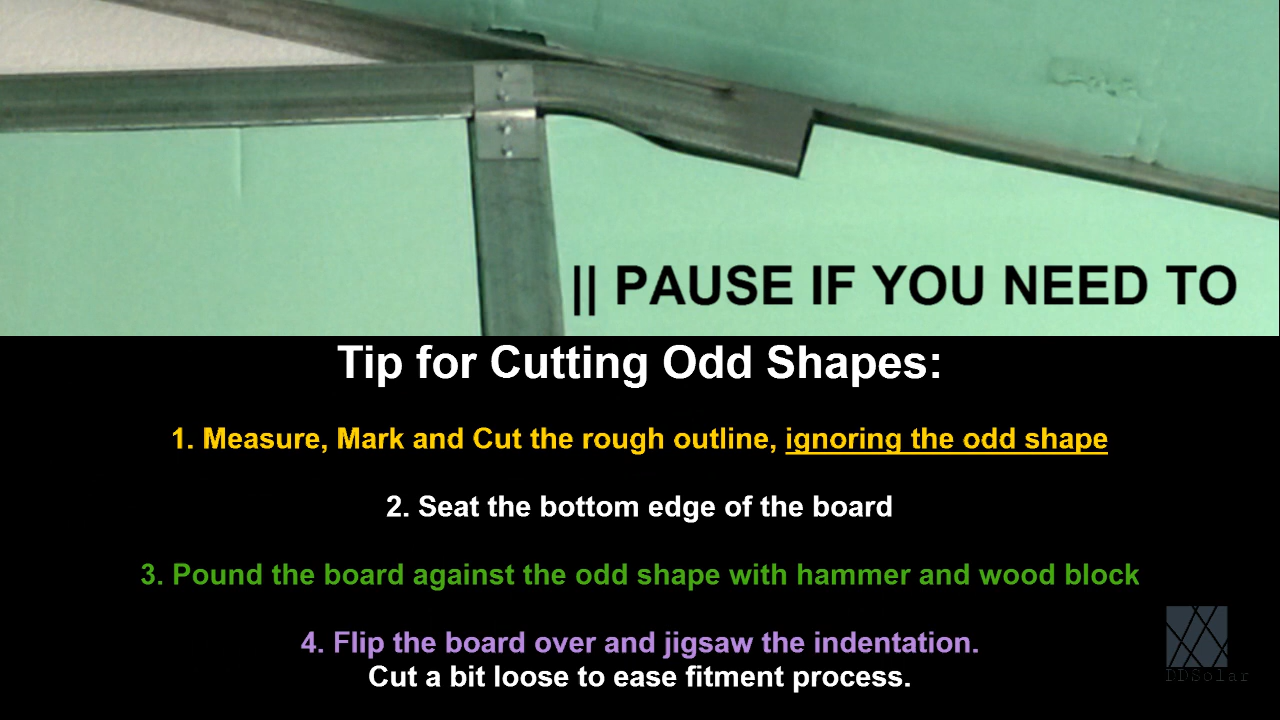 || PAUSE IF YOU NEED TO
Tip for Cutting Odd Shapes:
1. Measure, Mark and Cut the rough outline, ignoring the odd shape
2. Seat the bottom edge of the board
3. Pound the board against the odd shape with hammer and wood block
4. Flip the board over and jigsaw the indentation.
Cut a bit loose to ease fitment process.
DDSolar